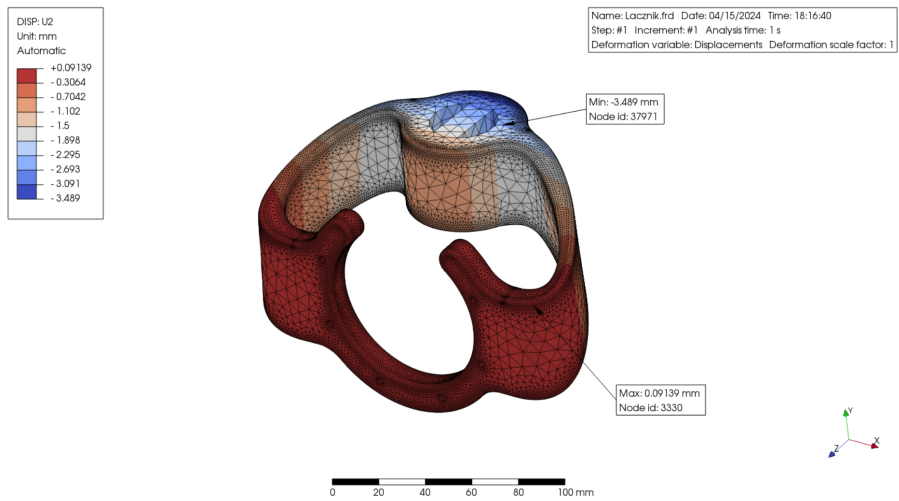 DISP: U2
Unit: mm
Automatic
+0.09139
-0.3064
-0.7042
-1.102
-1.5
-1.898
-2.295
-2.693
-3.091
-3.489
Name: Lacznik.frd Date: 04/15/2024 Time: 18:16:40
Step: #1 Increment: #1 Analysis time: 1 s
Deformation variable: Displacements Deformation scale factor: 1
Min: -3.489 mm
Node id: 37971
Max: 0.09139 mm
Node id: 3330
Y
X
Z
0 20 40 60 80 100 mm